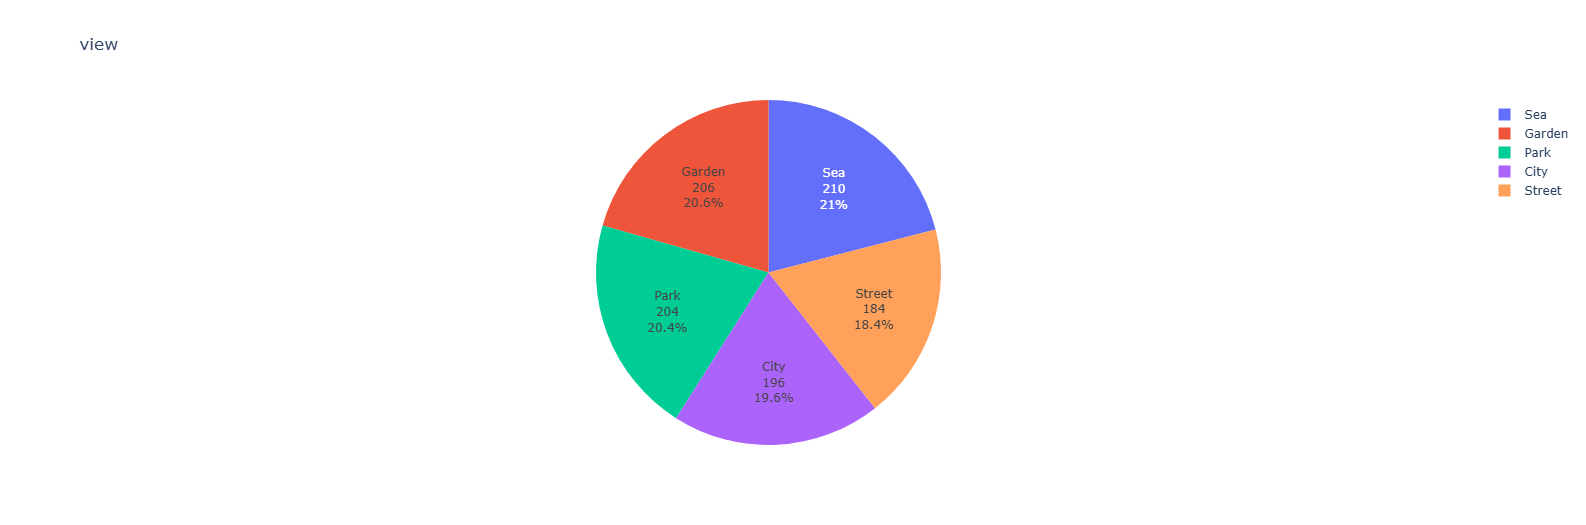 view
Garden
206
20.6%
Sea
210
21%
Park
204
20.4%
Street
184
18.4%
City
196
19.6%
Sea
Garden
Park
City
Street